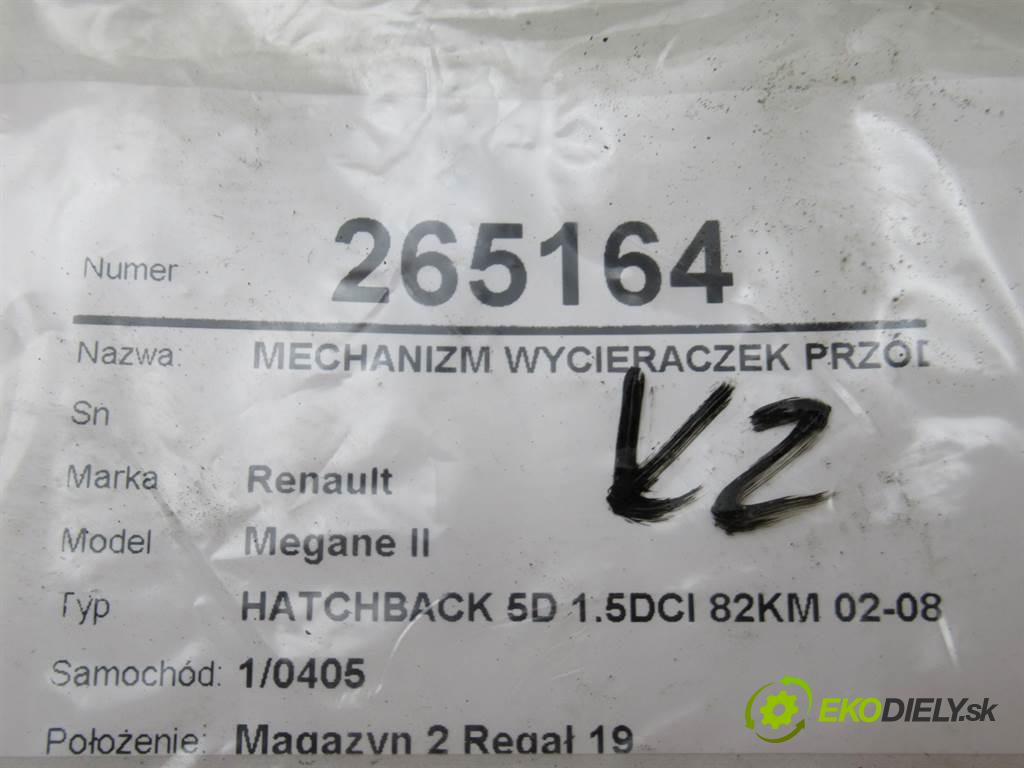 Numer 265164
Nazwa: MECHANIZM WYCIERACZEK PRZÓD
Sn
Marka Renault
K2
Model Megane II
Typ HATCHBACK 5D 1.5DCI 82KM 02-08
Samochód: 1/0405
Położenie: Magazyn 2 Regał 19
EKODIELY.sk